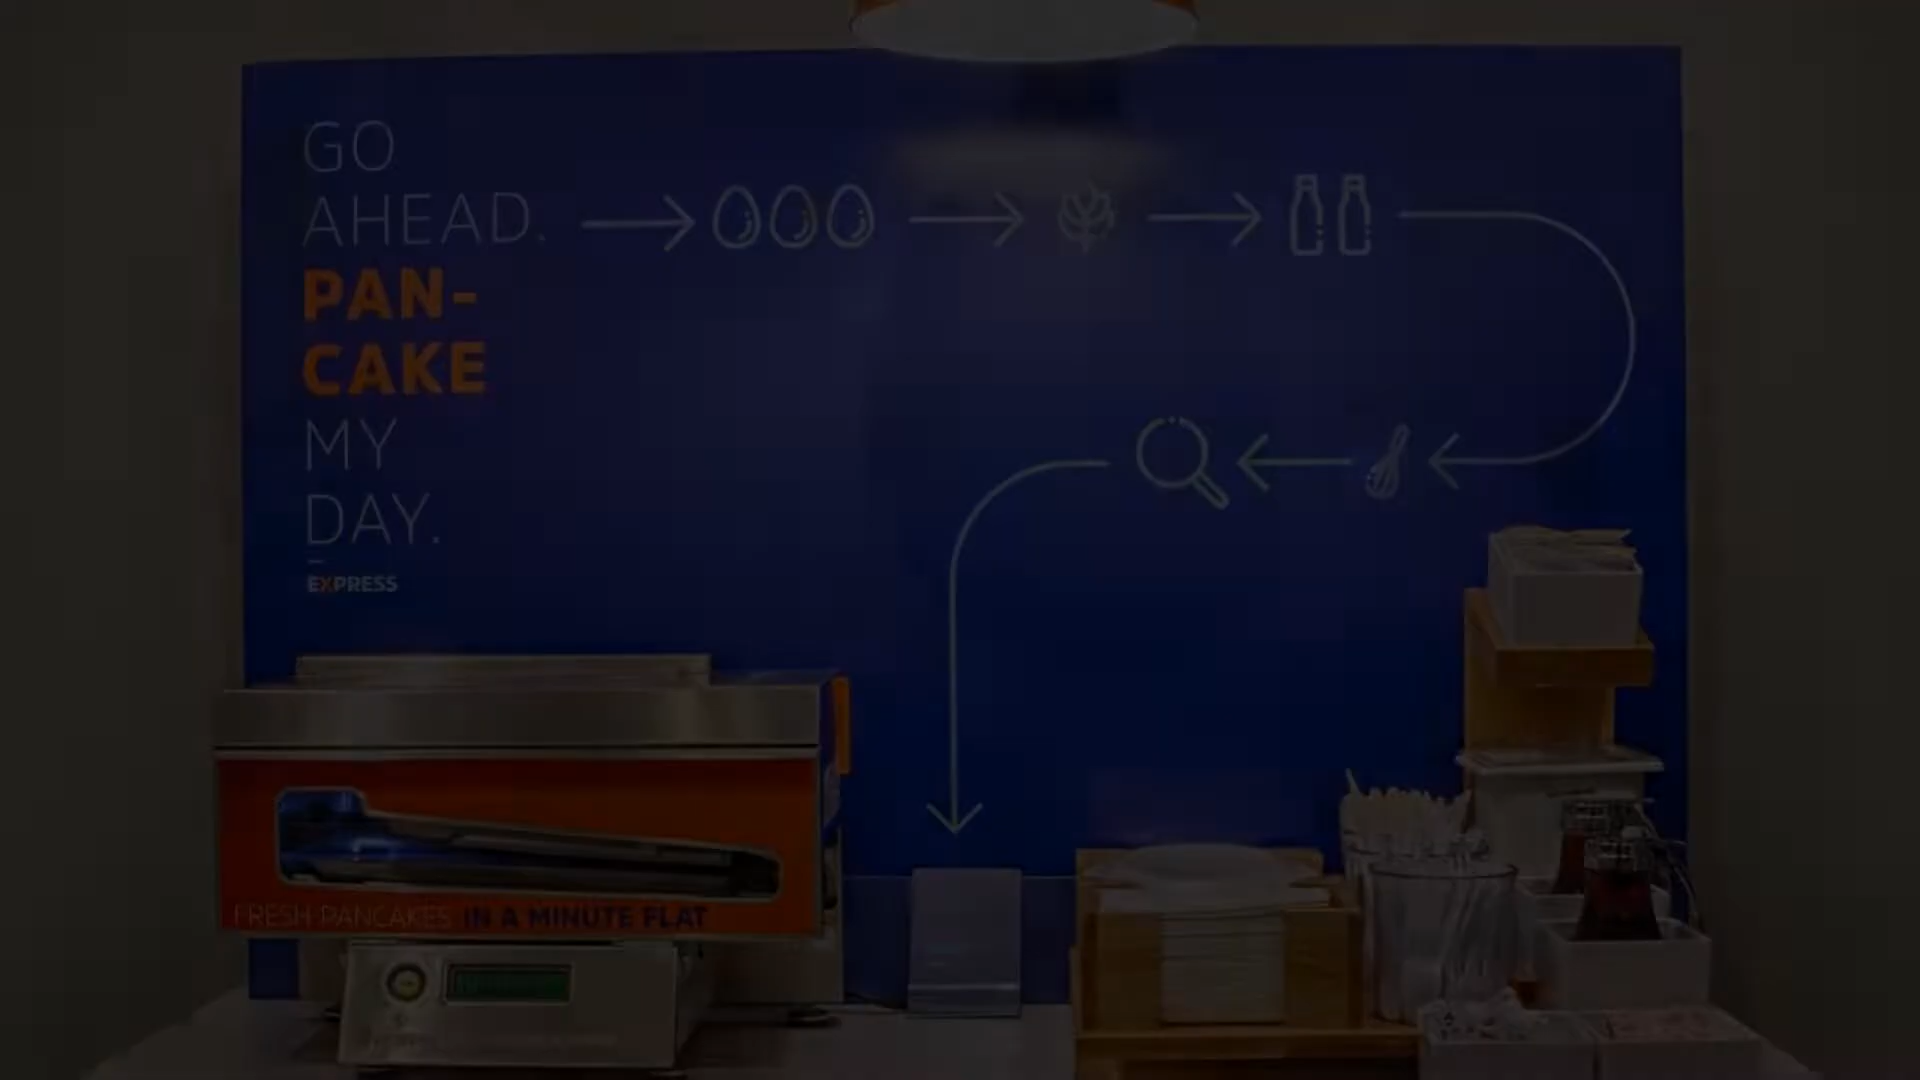 GO
AHEAD.
PAN-
CAKE
MY
DAY.
EXPRESS
FRESH PANCAKES IN A MINUTE FLAT